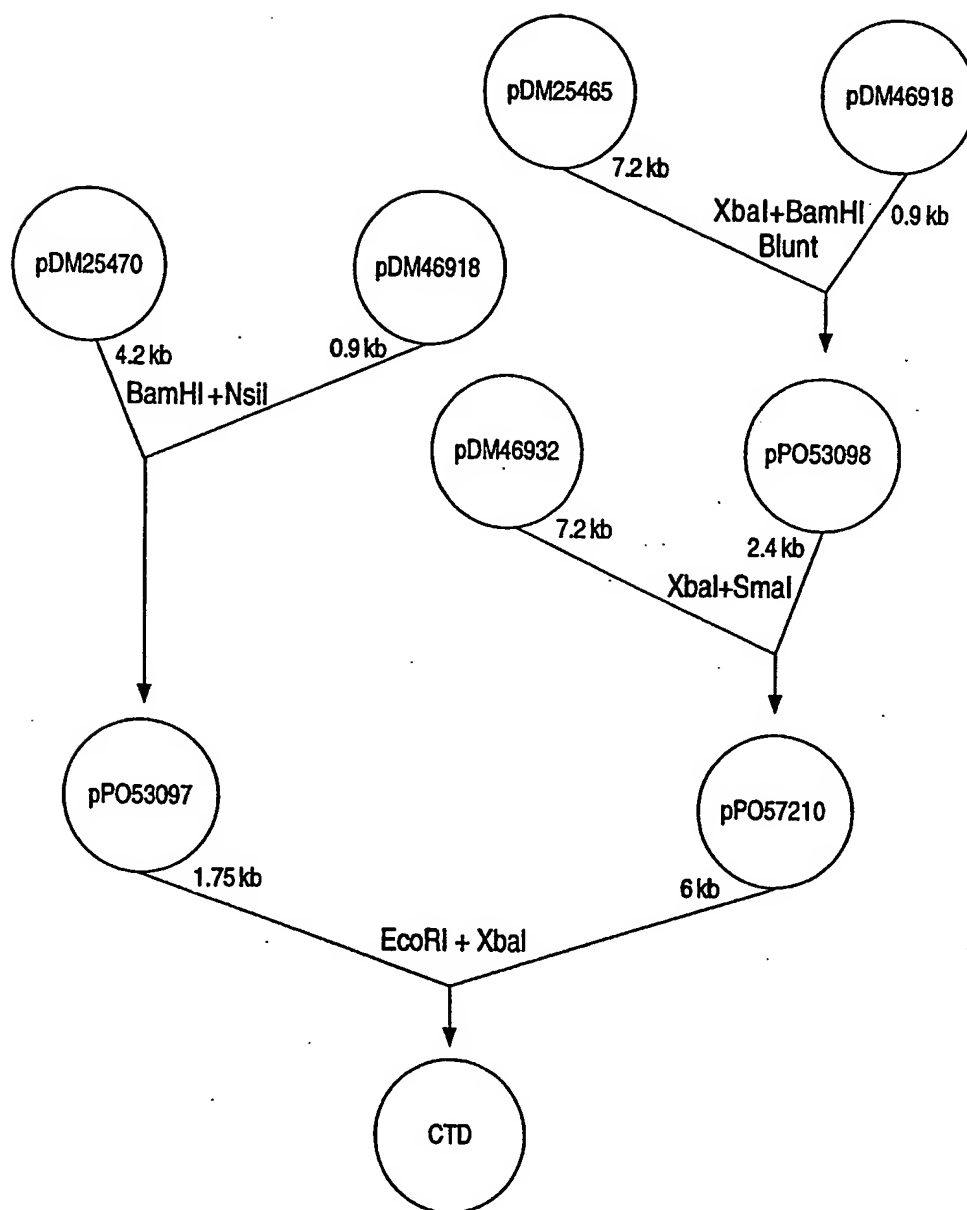 pDM25465
pDM46918
7.2 kb
0.9 kb
XbaI+BamHI
Blunt
pDM25470
pDM46918
4.2 kb
0.9 kb
BamHI+NsiI
pDM46932
pPO53098
7.2 kb
2.4 kb
XbaI+SmaI
pPO53097
pPO57210
1.75 kb
6 kb
EcoRI + XbaI
CTD